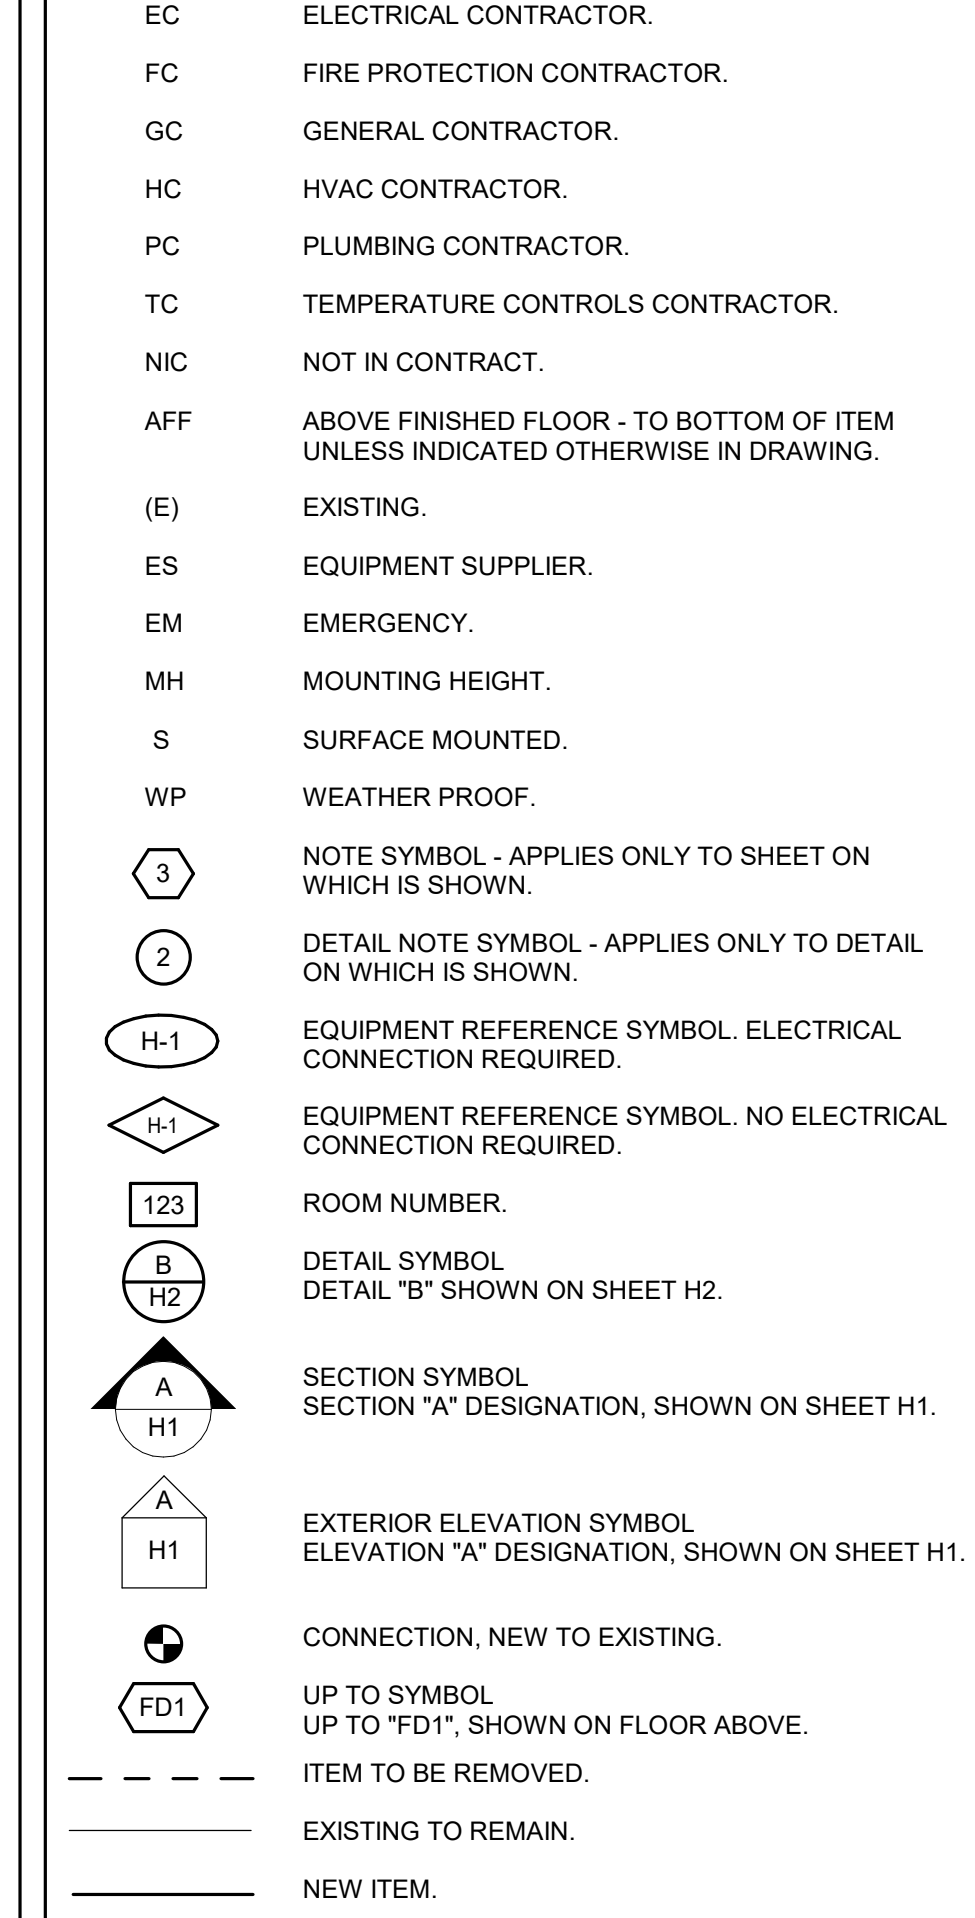 EC ELECTRICAL CONTRACTOR.
FC FIRE PROTECTION CONTRACTOR.
GC GENERAL CONTRACTOR.
HC HVAC CONTRACTOR.
PC PLUMBING CONTRACTOR.
TC TEMPERATURE CONTROLS CONTRACTOR.
NIC NOT IN CONTRACT.
AFF ABOVE FINISHED FLOOR - TO BOTTOM OF ITEM
UNLESS INDICATED OTHERWISE IN DRAWING.
(E) EXISTING.
ES EQUIPMENT SUPPLIER.
EM EMERGENCY.
MH MOUNTING HEIGHT.
S SURFACE MOUNTED.
WP WEATHER PROOF.
3 NOTE SYMBOL - APPLIES ONLY TO SHEET ON
WHICH IS SHOWN.
2 DETAIL NOTE SYMBOL - APPLIES ONLY TO DETAIL
ON WHICH IS SHOWN.
H-1 EQUIPMENT REFERENCE SYMBOL. ELECTRICAL
CONNECTION REQUIRED.
H-1 EQUIPMENT REFERENCE SYMBOL. NO ELECTRICAL
CONNECTION REQUIRED.
123 ROOM NUMBER.
B DETAIL SYMBOL
H2 DETAIL "B" SHOWN ON SHEET H2.
A SECTION SYMBOL
H1 SECTION "A" DESIGNATION, SHOWN ON SHEET H1.
A EXTERIOR ELEVATION SYMBOL
H1 ELEVATION "A" DESIGNATION, SHOWN ON SHEET H1.
CONNECTION, NEW TO EXISTING.
FD1 UP TO SYMBOL
UP TO "FD1", SHOWN ON FLOOR ABOVE.
ITEM TO BE REMOVED.
EXISTING TO REMAIN.
NEW ITEM.